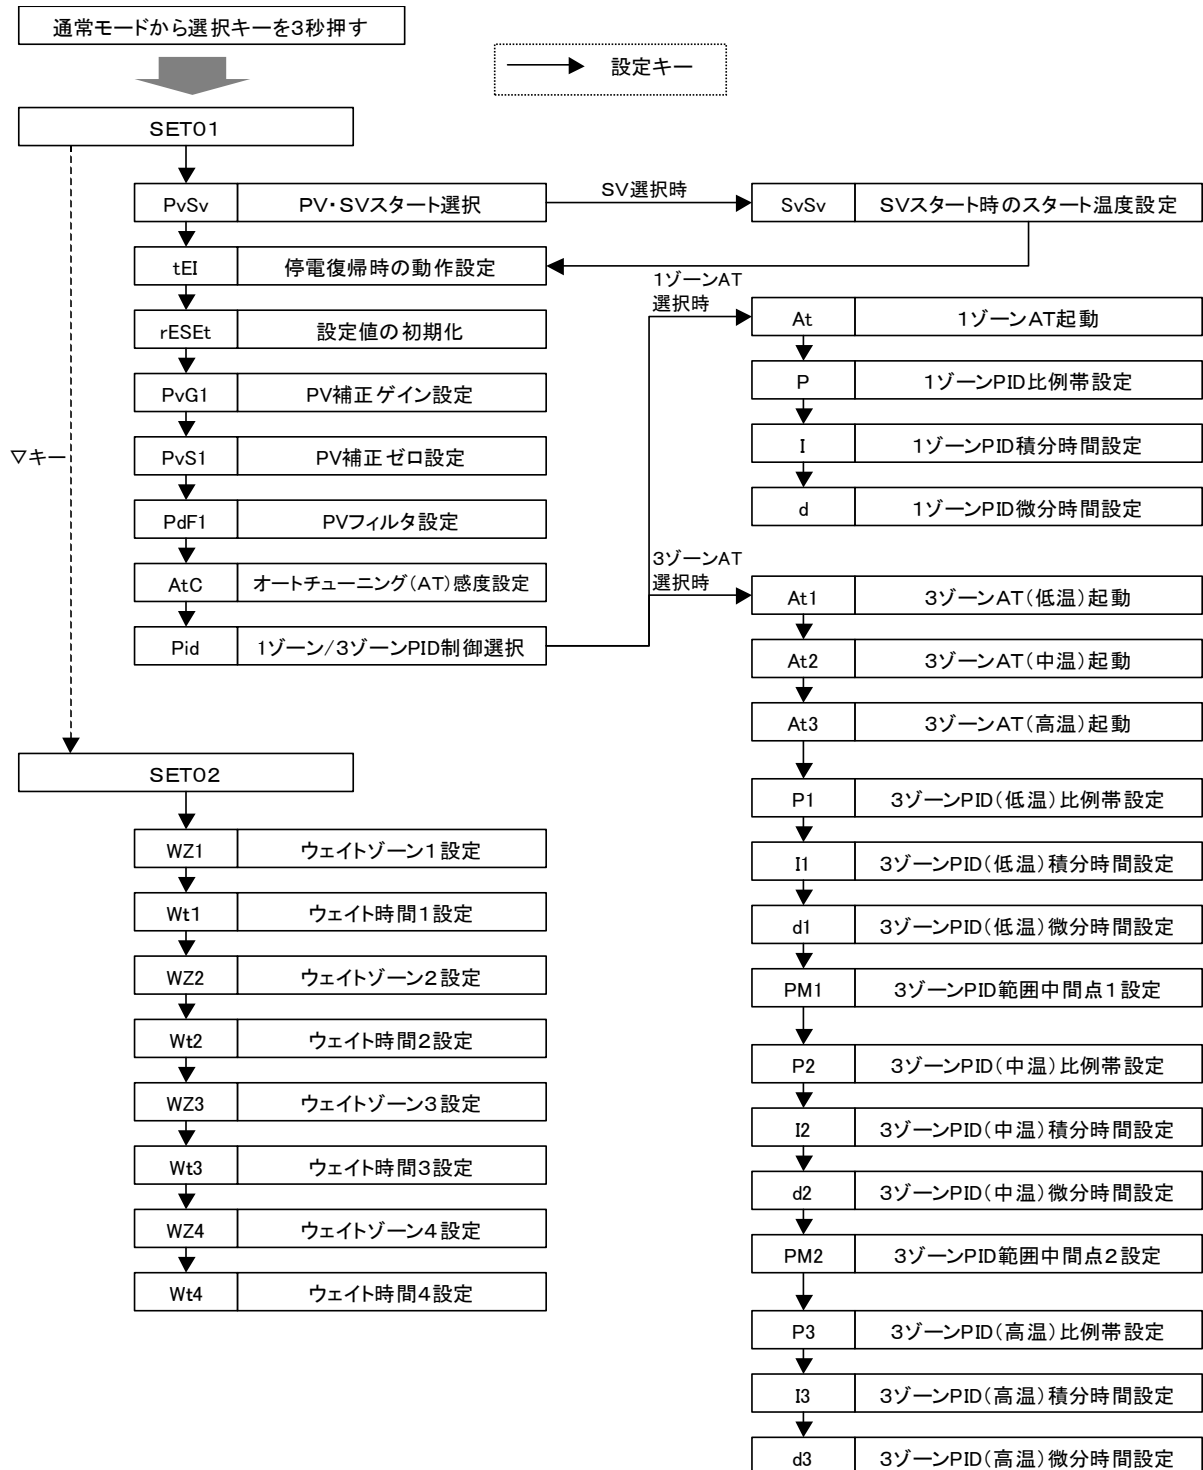 通常モードから選択キーを3秒押す
設定キー
SET01
PvSv PV・SVスタート選択
SV選択時
SvSv SVスタート時のスタート温度設定
tEI 停電復帰時の動作設定
rESEt 設定値の初期化
PvG1 PV補正ゲイン設定
PvS1 PV補正ゼロ設定
PdF1 PVフィルタ設定
AtC オートチューニング(AT)感度設定
Pid 1ゾーン/3ゾーンPID制御選択
1ゾーンAT
選択時
At 1ゾーンAT起動
P 1ゾーンPID比例帯設定
I 1ゾーンPID積分時間設定
d 1ゾーンPID微分時間設定
3ゾーンAT
選択時
At1 3ゾーンAT(低温)起動
At2 3ゾーンAT(中温)起動
At3 3ゾーンAT(高温)起動
P1 3ゾーンPID(低温)比例帯設定
I1 3ゾーンPID(低温)積分時間設定
d1 3ゾーンPID(低温)微分時間設定
PM1 3ゾーンPID範囲中間点1設定
P2 3ゾーンPID(中温)比例帯設定
I2 3ゾーンPID(中温)積分時間設定
d2 3ゾーンPID(中温)微分時間設定
PM2 3ゾーンPID範囲中間点2設定
P3 3ゾーンPID(高温)比例帯設定
I3 3ゾーンPID(高温)積分時間設定
d3 3ゾーンPID(高温)微分時間設定
▽キー
SET02
WZ1 ウェイトゾーン1設定
Wt1 ウェイト時間1設定
WZ2 ウェイトゾーン2設定
Wt2 ウェイト時間2設定
WZ3 ウェイトゾーン3設定
Wt3 ウェイト時間3設定
WZ4 ウェイトゾーン4設定
Wt4 ウェイト時間4設定